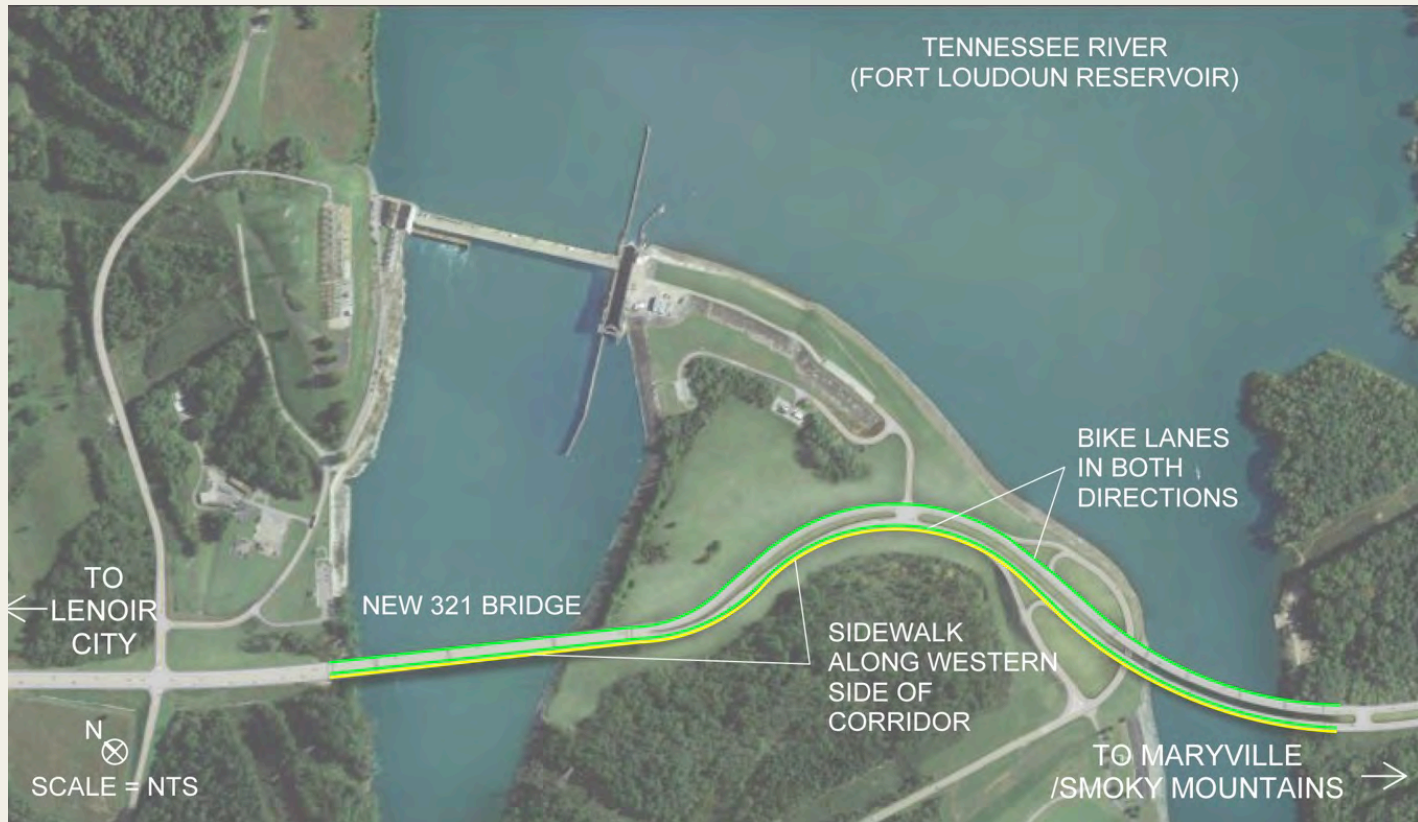 TENNESSEE RIVER
(FORT LOUDOUN RESERVOIR)
BIKE LANES
IN BOTH
DIRECTIONS
TO
LENOIR
CITY
NEW 321 BRIDGE
SIDEWALK
ALONG WESTERN
SIDE OF
CORRIDOR
N
SCALE = NTS
TO MARYVILLE
/SMOKY MOUNTAINS